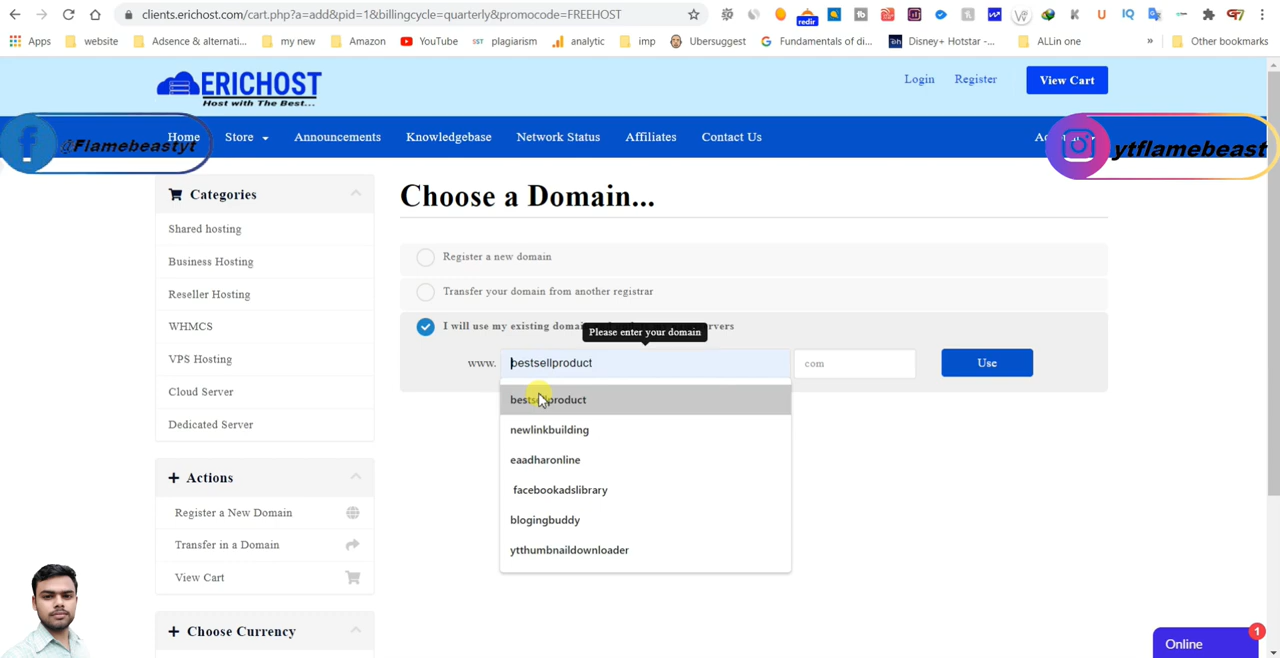 clients.erichost.com/cart.php?a=add&pid=1&billingcycle=quarterly&promocode=FREEHOST
Apps website Adsence & alternati... my new Amazon YouTube SST plagiarism analytic imp Ubersuggest Fundamentals of di... Disney+ Hotstar -... ALLin one » Other bookmarks
ERICHOST
Host with The Best...
Login Register View Cart
Home Store Announcements Knowledgebase Network Status Affiliates Contact Us
@Flamebeastyt
ytflamebeast
Categories
Shared hosting
Business Hosting
Reseller Hosting
WHMCS
VPS Hosting
Cloud Server
Dedicated Server
Actions
Register a New Domain
Transfer in a Domain
View Cart
Choose Currency
Choose a Domain...
Register a new domain
Transfer your domain from another registrar
I will use my existing domain
Please enter your domain
www. bestsellproduct com Use
bestsellproduct
newlinkbuilding
eaadharonline
facebookadslibrary
blogingbuddy
ytthumbnaildownloader
Online 1